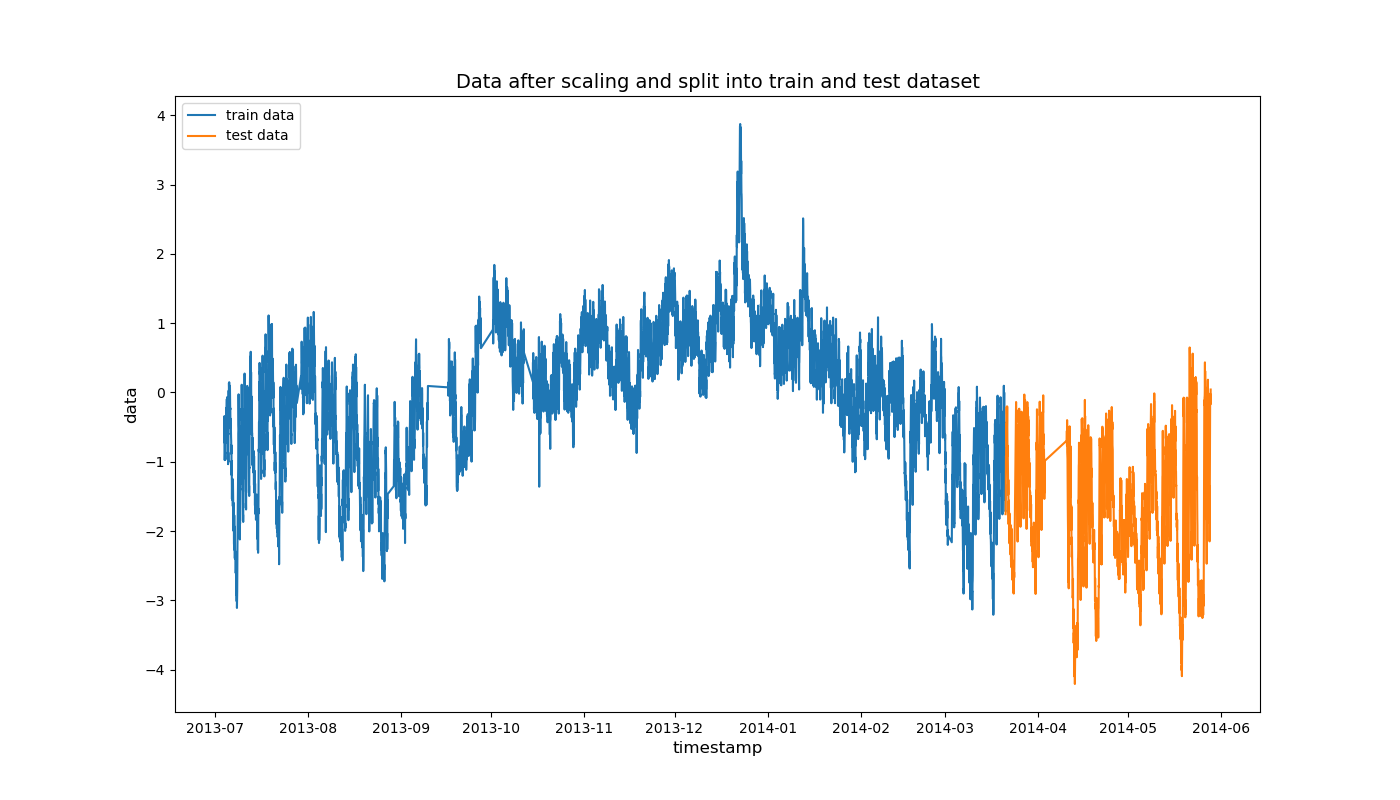 Data after scaling and split into train and test dataset
train data
test data
4
3
2
1
0
−1
−2
−3
−4
data
2013-07 2013-08 2013-09 2013-10 2013-11 2013-12 2014-01 2014-02 2014-03 2014-04 2014-05 2014-06
timestamp